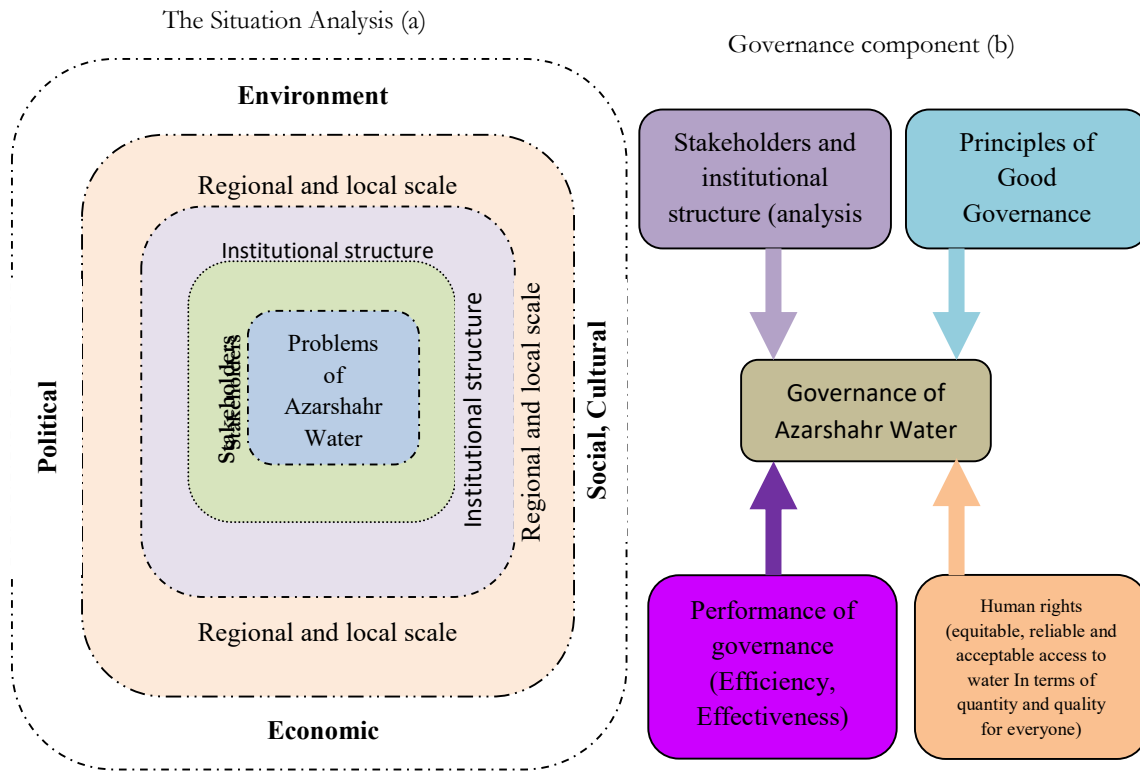 The Situation Analysis (a)
Environment
Regional and local scale
Institutional structure
Problems
of
Azarshahr
Water
Stakeholders
Stakeholders
Institutional structure
Regional and local scale
Social, Cultural
Political
Regional and local scale
Economic
Governance component (b)
Stakeholders and
institutional
structure (analysis
Principles of
Good
Governance
Governance of
Azarshahr Water
Performance of
governance
(Efficiency,
Effectiveness)
Human rights
(equitable, reliable and
acceptable access to
water In terms of
quantity and quality
for everyone)